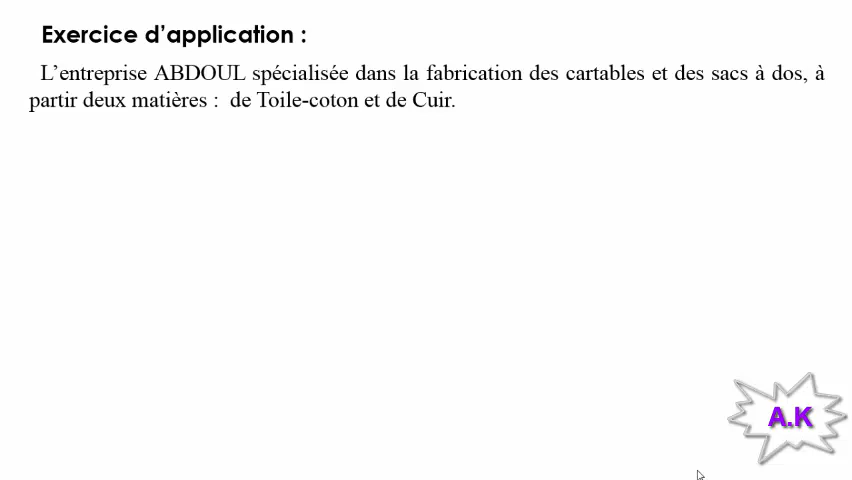 Exercice d’application :
L’entreprise ABDOUL spécialisée dans la fabrication des cartables et des sacs à dos, à
partir deux matières : de Toile-coton et de Cuir.
A.K